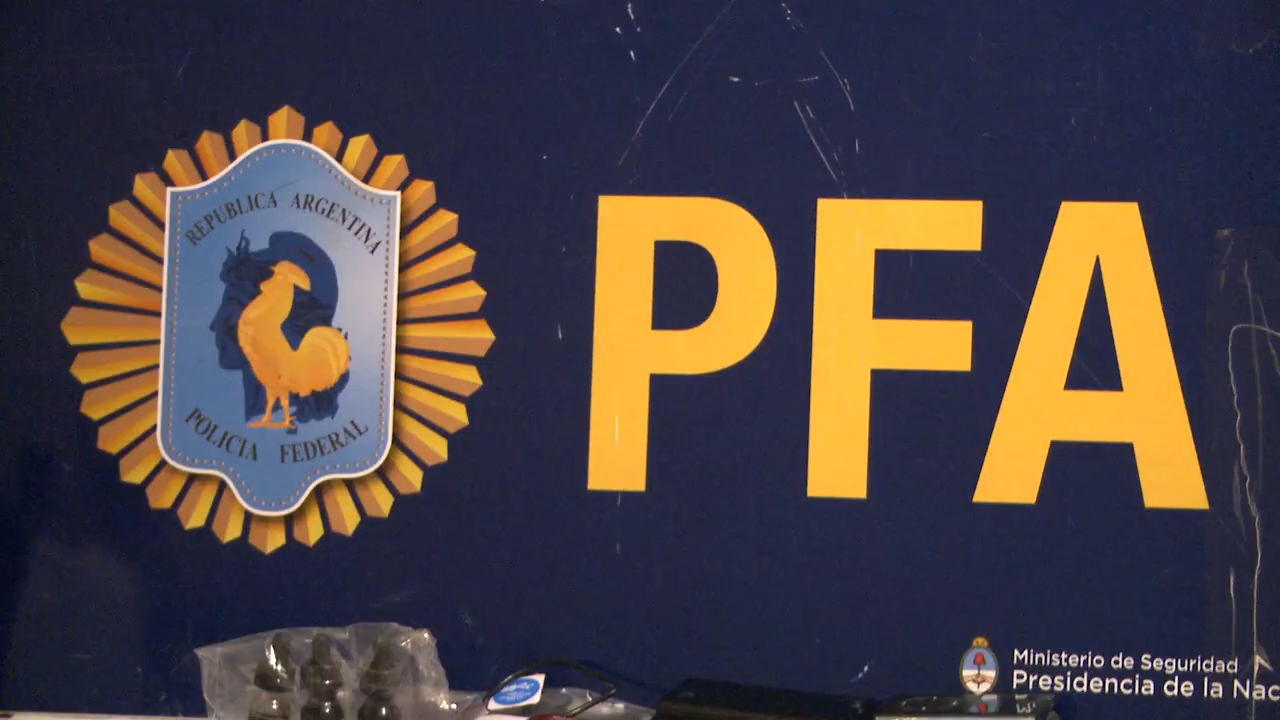 REPUBLICA ARGENTINA
POLICIA FEDERAL
PFA
Ministerio de Seguridad
Presidencia de la Nac